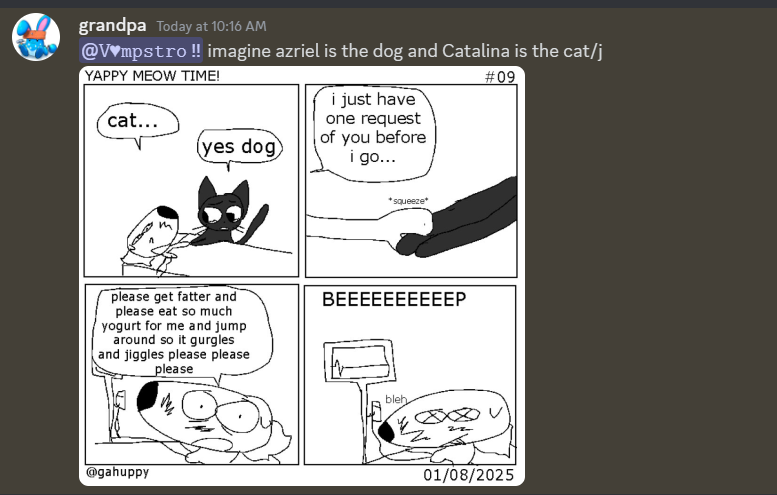 grandpa Today at 10:16 AM
@V♥mpstro !! imagine azriel is the dog and Catalina is the cat/j
YAPPY MEOW TIME!
#09
cat...
yes dog
i just have
one request
of you before
i go...
*squeeze*
please get fatter and
please eat so much
yogurt for me and jump
around so it gurgles
and jiggles please please
please
BEEEEEEEEEEP
bleh
@gahuppy
01/08/2025